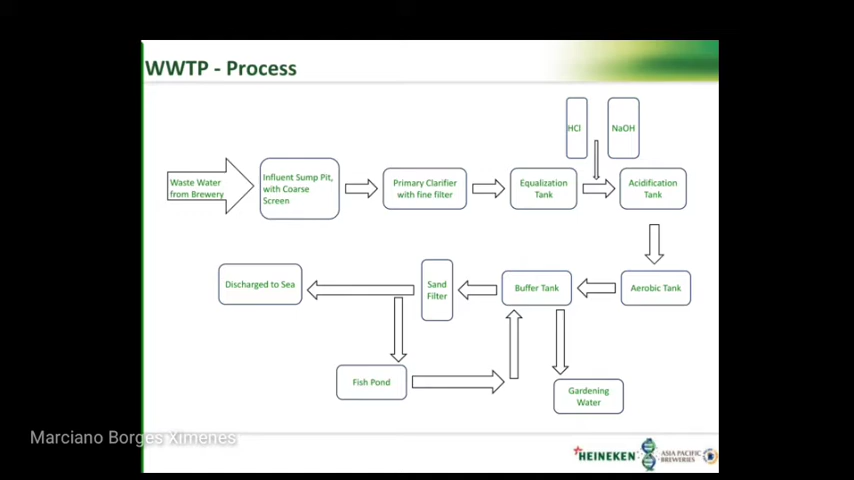 WWTP - Process
HCl
NaOH
Waste Water
from Brewery
Influent Sump Pit,
with Coarse
Screen
Primary Clarifier
with fine filter
Equalization
Tank
Acidification
Tank
Discharged to Sea
Sand
Filter
Buffer Tank
Aerobic Tank
Fish Pond
Gardening
Water
Marciano Borges Ximenes
HEINEKEN
ASIA PACIFIC
BREWERIES